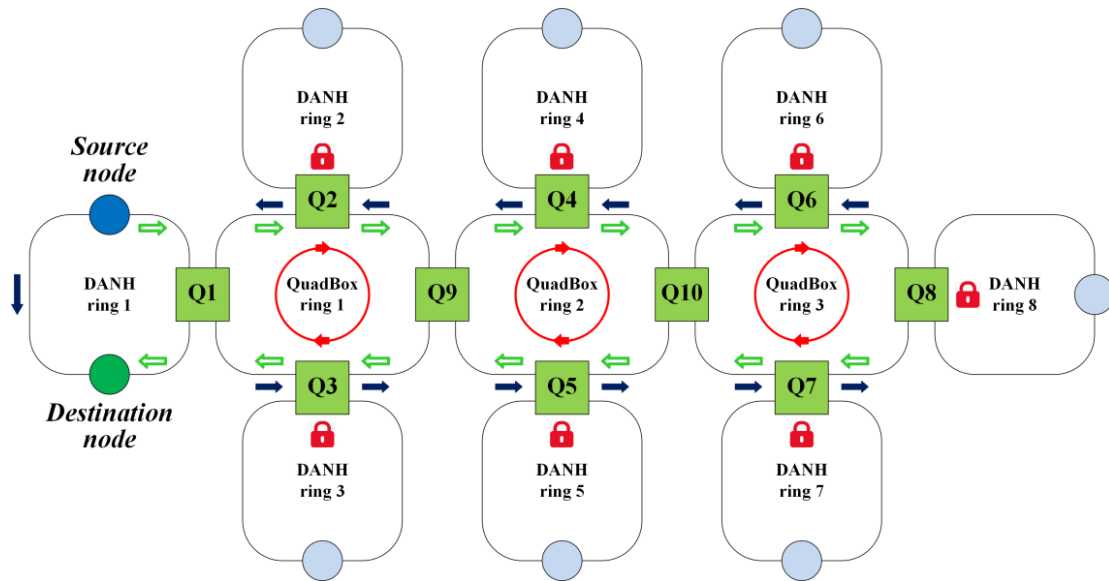 DANH
ring 2
DANH
ring 4
DANH
ring 6
Source
node
Q2
Q4
Q6
DANH
ring 1
Q1
QuadBox
ring 1
Q9
QuadBox
ring 2
Q10
QuadBox
ring 3
Q8
DANH
ring 8
Q3
Q5
Q7
Destination
node
DANH
ring 3
DANH
ring 5
DANH
ring 7